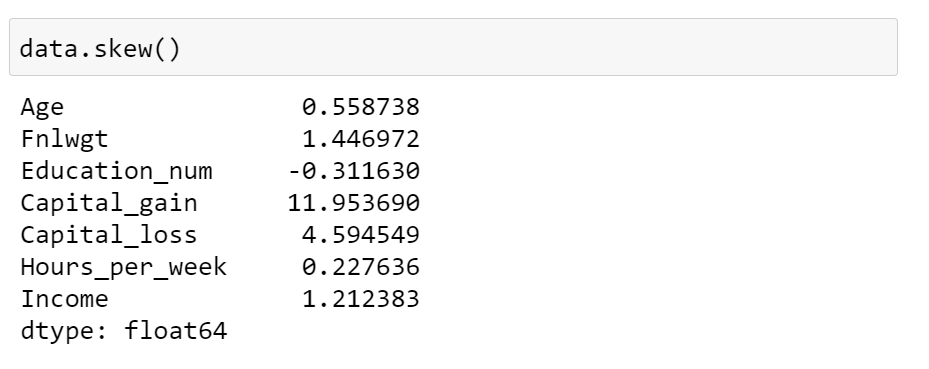 data.skew()
Age 0.558738
Fnlwgt 1.446972
Education_num -0.311630
Capital_gain 11.953690
Capital_loss 4.594549
Hours_per_week 0.227636
Income 1.212383
dtype: float64